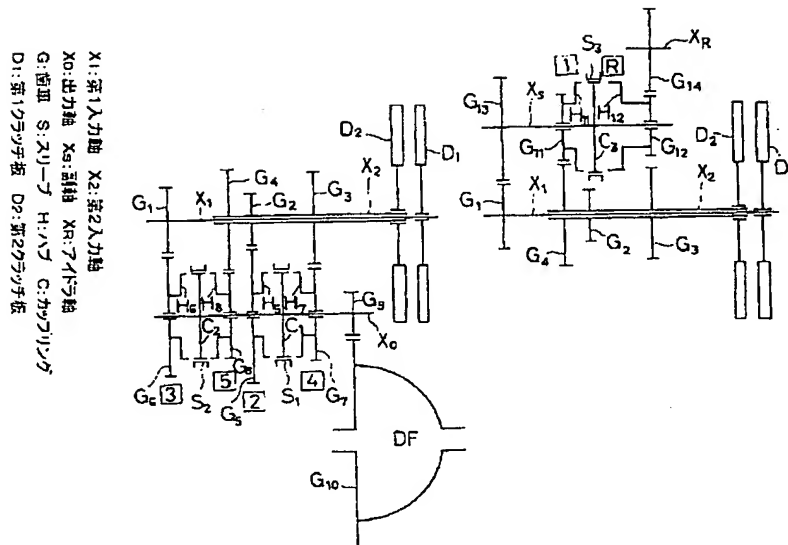 X1:第1入力軸 X2:第2入力軸
X0:出力軸 Xs:副軸 XR:アイドラ軸
G:歯車 S:スリーブ H:ハブ C:カップリング
D1:第1クラッチ板 D2:第2クラッチ板
G1
X1
G4
G2
G3
X2
D2
D1
H6
H8
H5
H7
G9
C2
C1
X0
G6
3
S2
5
G8
G5
2
S1
4
G7
DF
G10
S3
1
R
XR
G13
Xs
H11
H12
G14
G11
C3
G12
D2
D
G1
X1
X2
G4
G2
G3